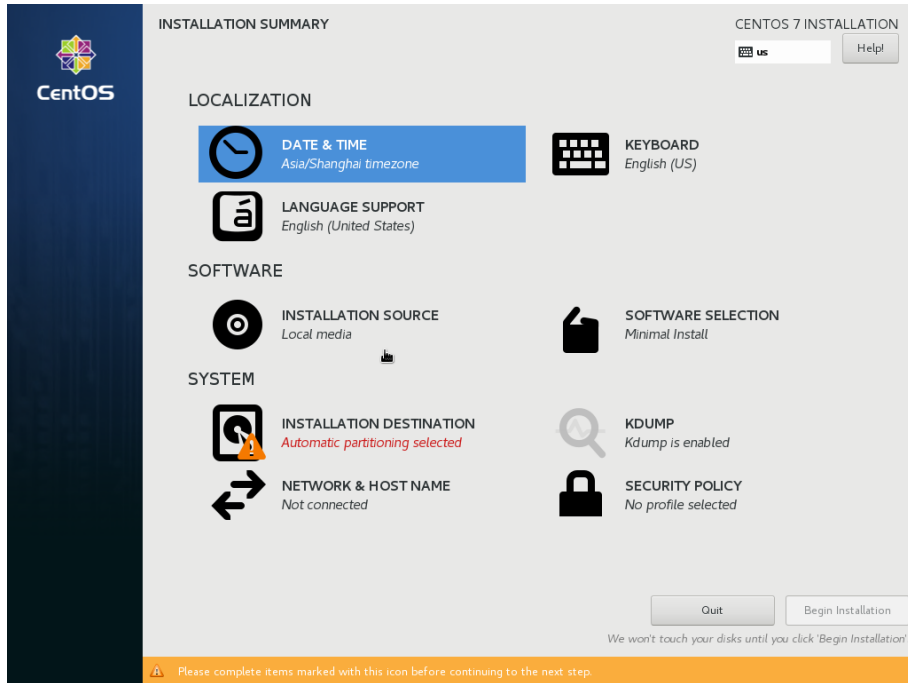 INSTALLATION SUMMARY
CENTOS 7 INSTALLATION
us
Help!
CentOS
LOCALIZATION
DATE & TIME
Asia/Shanghai timezone
KEYBOARD
English (US)
LANGUAGE SUPPORT
English (United States)
SOFTWARE
INSTALLATION SOURCE
Local media
SOFTWARE SELECTION
Minimal Install
SYSTEM
INSTALLATION DESTINATION
Automatic partitioning selected
KDUMP
Kdump is enabled
NETWORK & HOST NAME
Not connected
SECURITY POLICY
No profile selected
Quit
Begin Installation
We won't touch your disks until you click 'Begin Installation'
Please complete items marked with this icon before continuing to the next step.